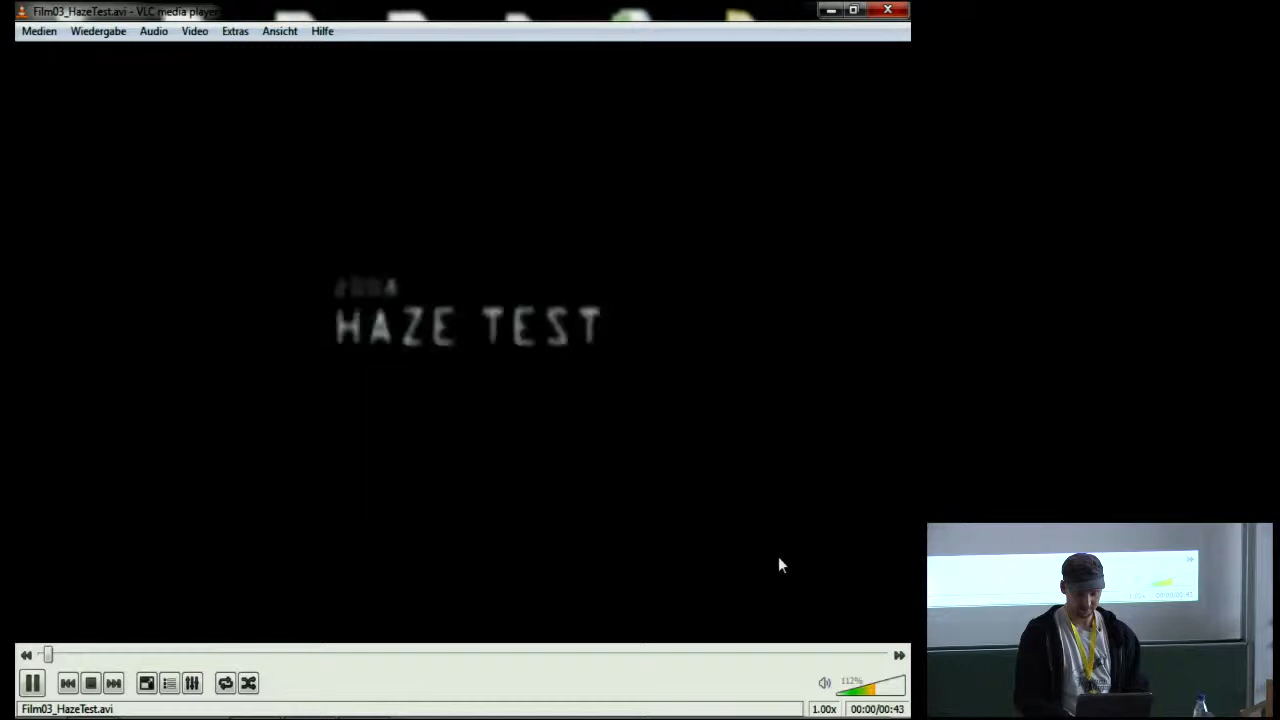 Film03_HazeTest.avi - VLC media player
Medien Wiedergabe Audio Video Extras Ansicht Hilfe
HAZE TEST
112%
Film03_HazeTest.avi 1.00x 00:00/00:43